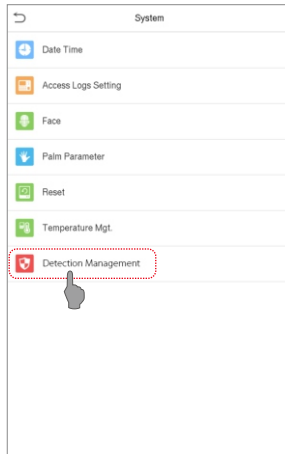 System
Date Time
Access Logs Setting
Face
Palm Parameter
Reset
Temperature Mgt.
Detection Management